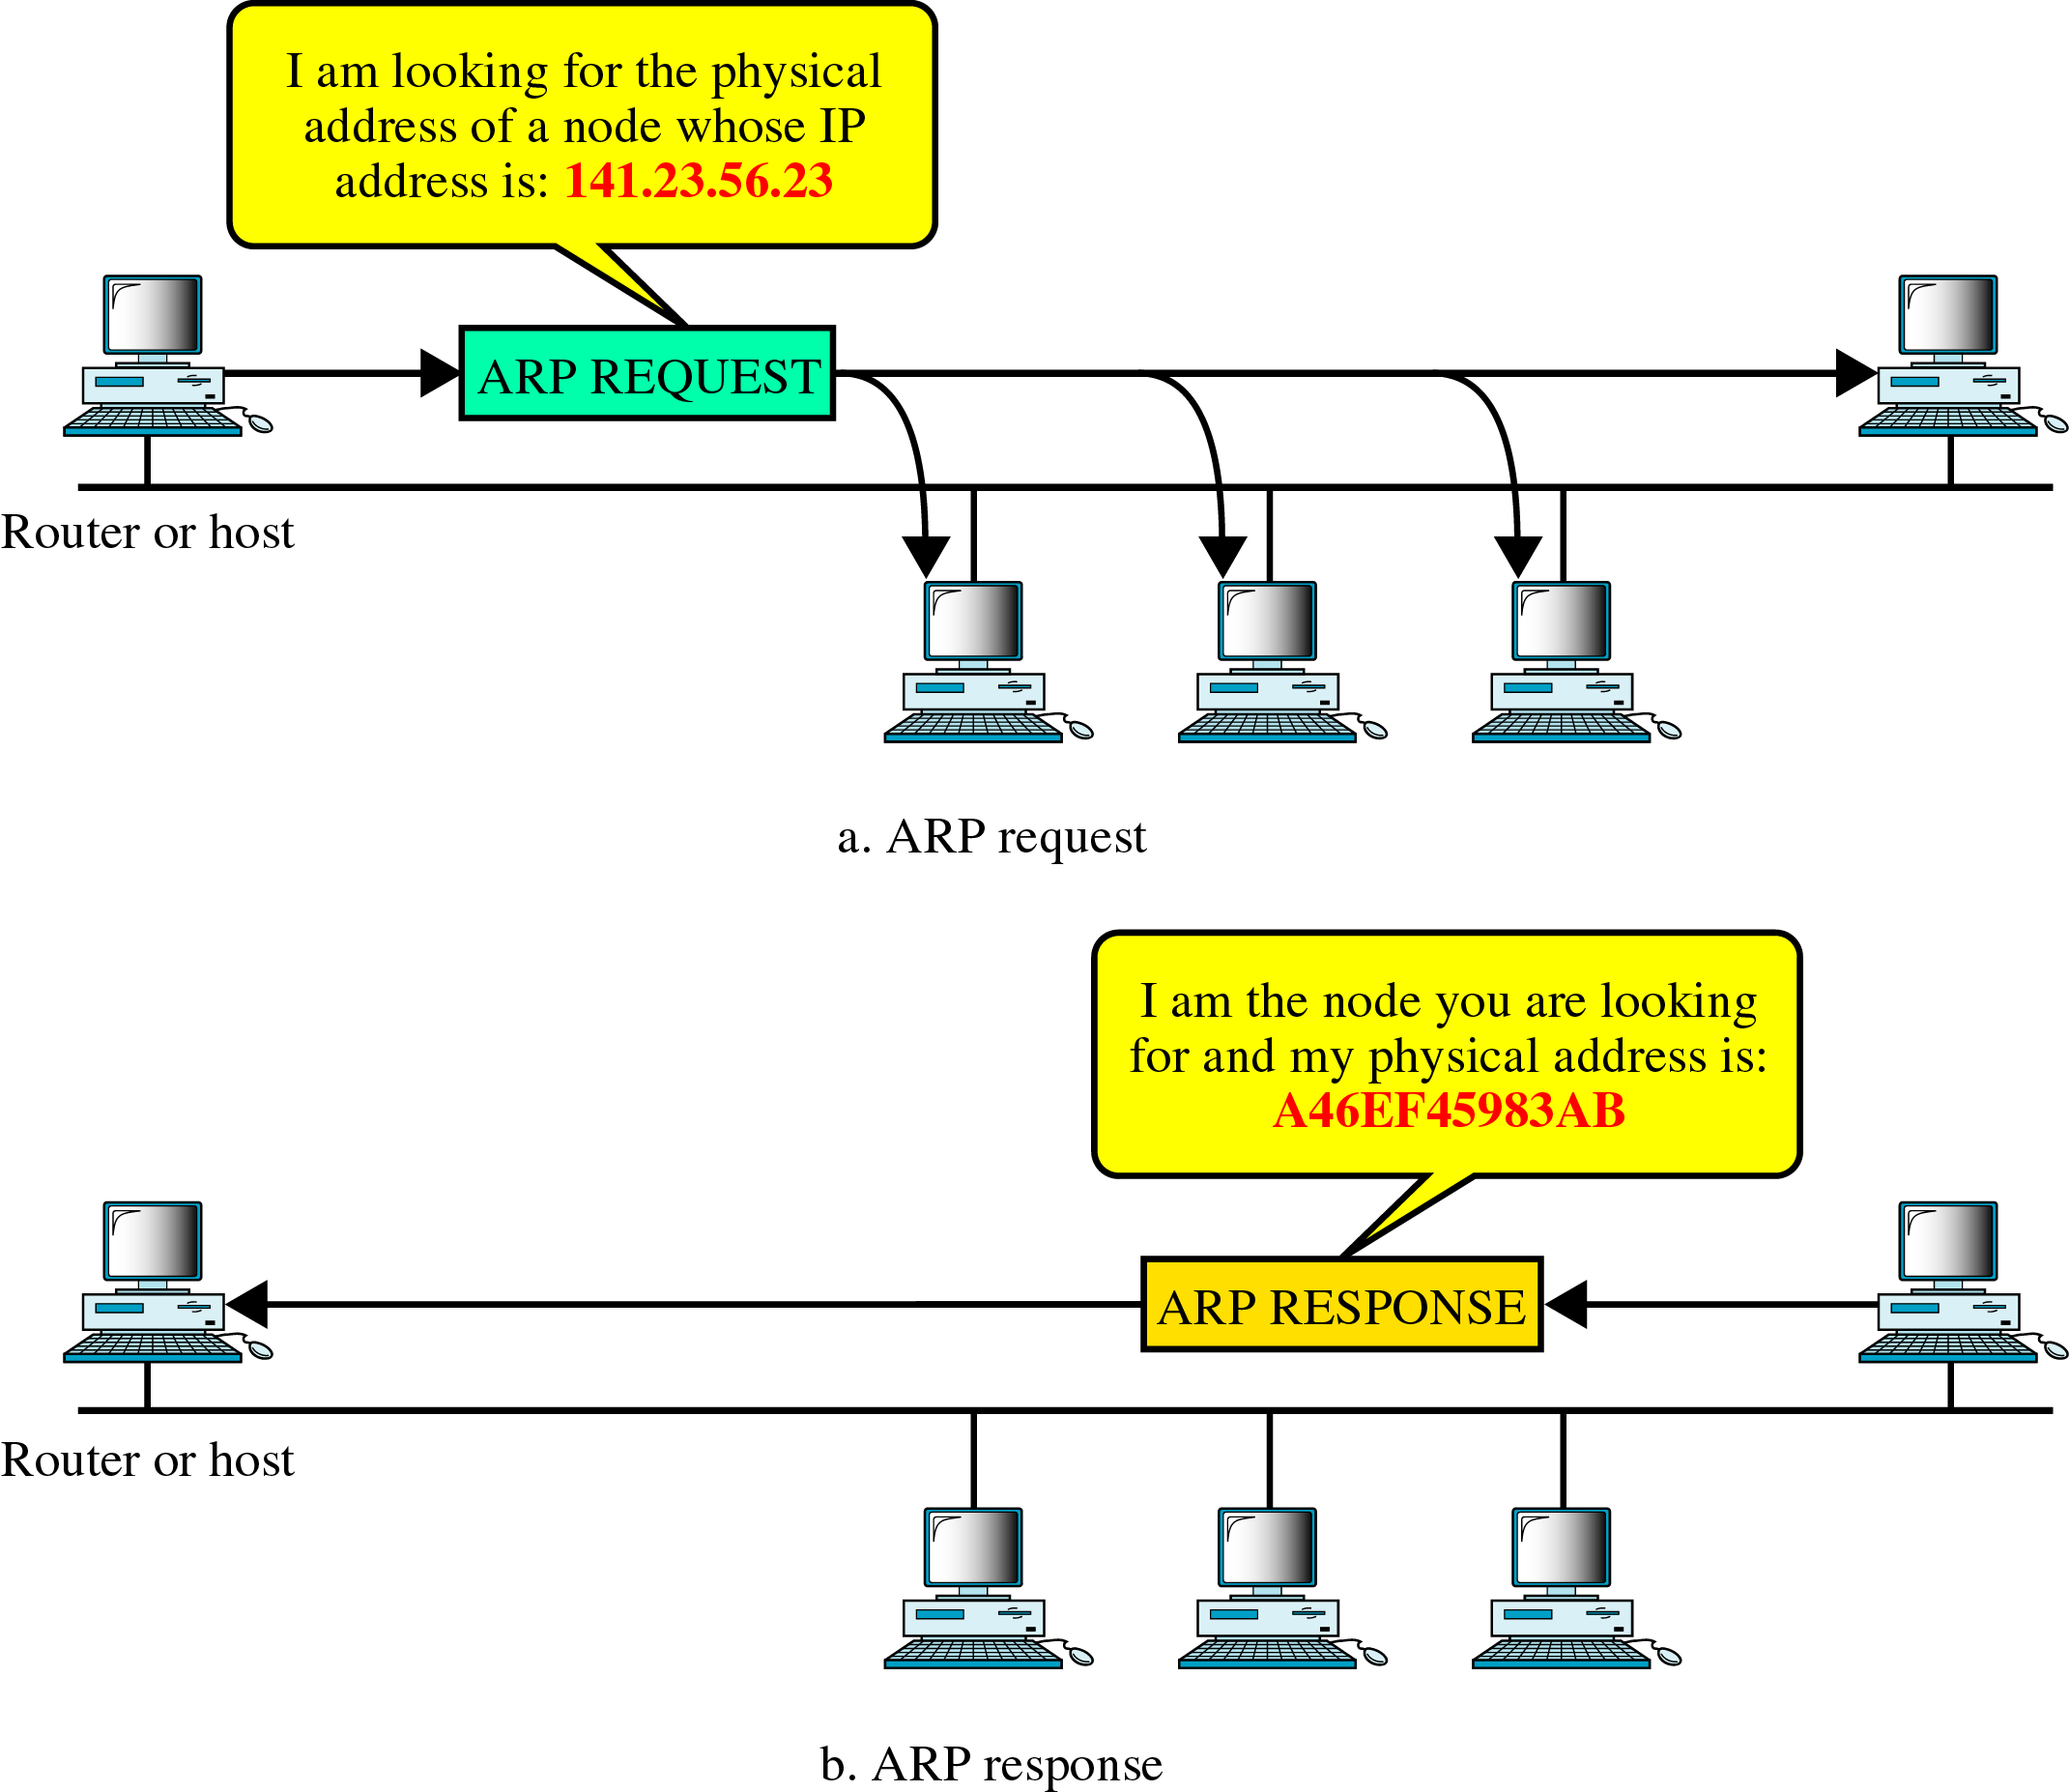 I am looking for the physical
address of a node whose IP
address is: 141.23.56.23
ARP REQUEST
Router or host
a. ARP request
I am the node you are looking
for and my physical address is:
A46EF45983AB
ARP RESPONSE
Router or host
b. ARP response